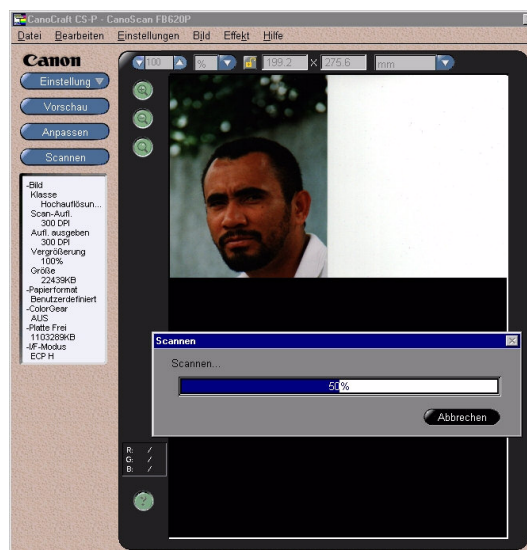 CanoCraft CS-P - CanoScan FB620P
Datei Bearbeiten Einstellungen Bild Effekt Hilfe
Canon
100 % 199.2 × 275.6 mm
Einstellung
Vorschau
Anpassen
Scannen
-Bild
Klasse
Hochauflösun...
Scan-Aufl.
300 DPI
Aufl. ausgeben
300 DPI
Vergrößerung
100%
Größe
22439KB
-Papierformat
Benutzerdefiniert
-ColorGear
AUS
-Platte Frei
1103289KB
-I/F-Modus
ECP H
Scannen
Scannen...
50%
Abbrechen
R: /
G: /
B: /
?